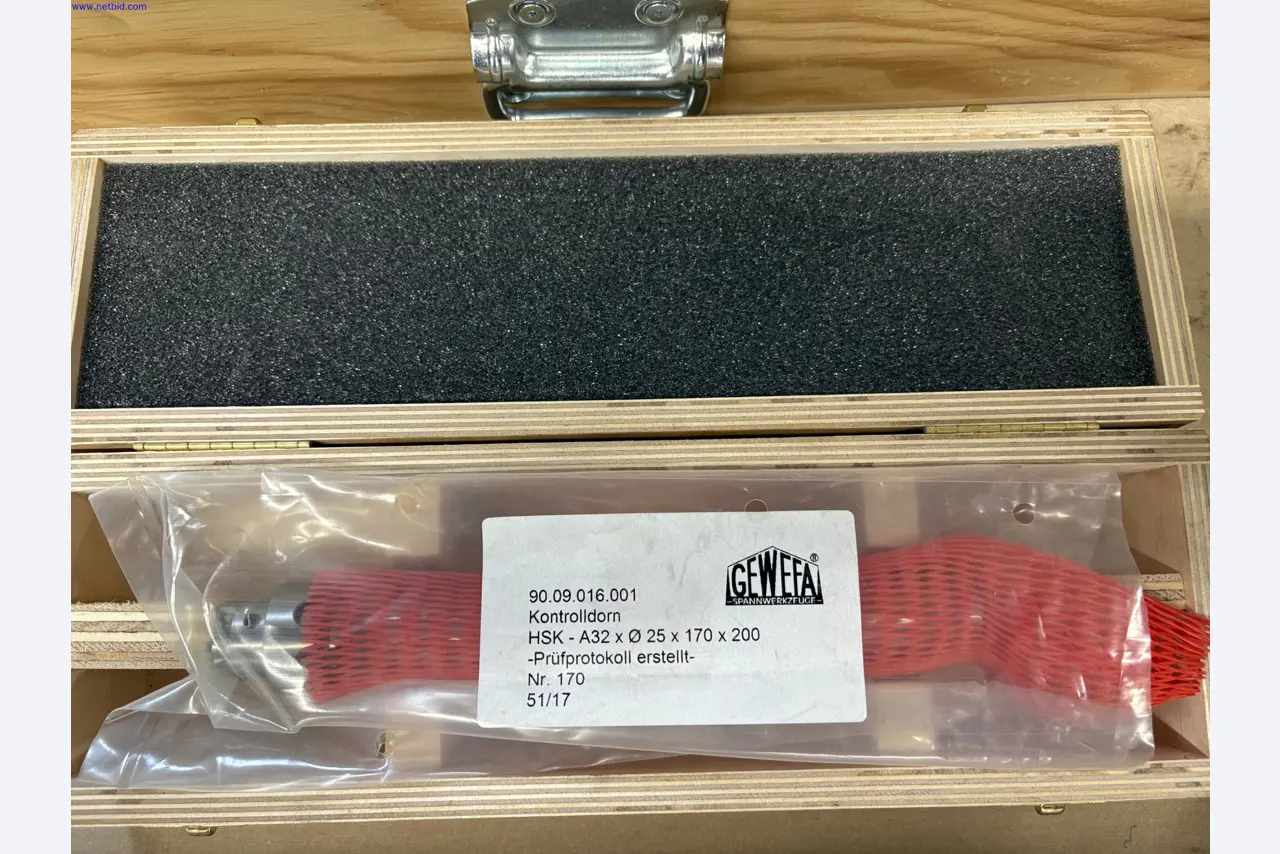 www.netbid.com
GEWEFA®
-SPANNWERKZEUGE-
90.09.016.001
Kontrolldorn
HSK - A32 x Ø 25 x 170 x 200
-Prüfprotokoll erstellt-
Nr. 170
51/17